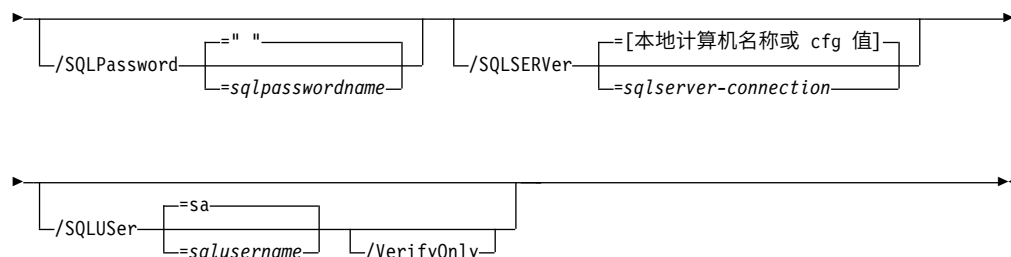 =" "
/SQLPassword
=sqlpasswordname
=[本地计算机名称或 cfg 值]
/SQLSERVer
=sqlserver-connection
=sa
/SQLUSer
=sqlusername
/VerifyOnly